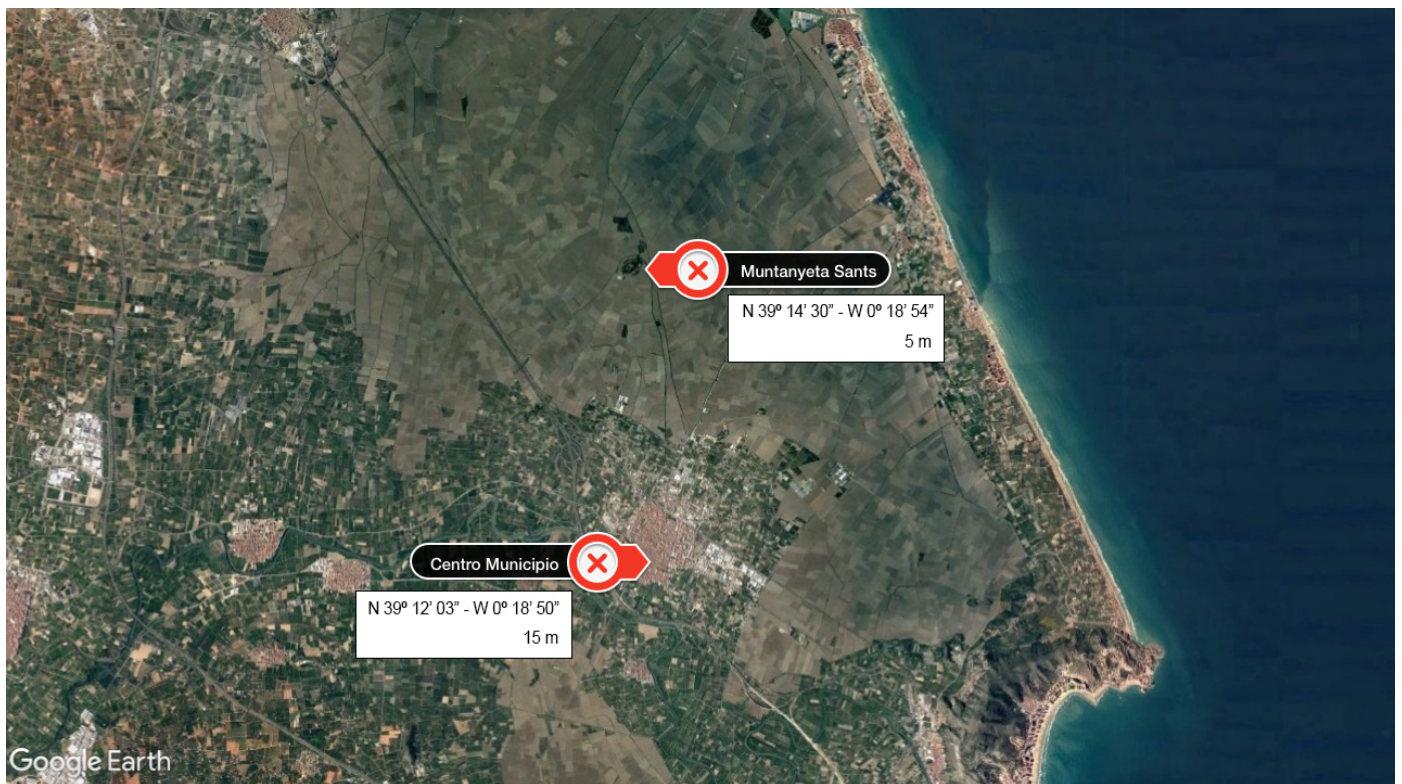 Muntanyeta Sants
N 39º 14’ 30” - W 0º 18’ 54”
5 m
Centro Municipio
N 39º 12’ 03” - W 0º 18’ 50”
15 m
Google Earth